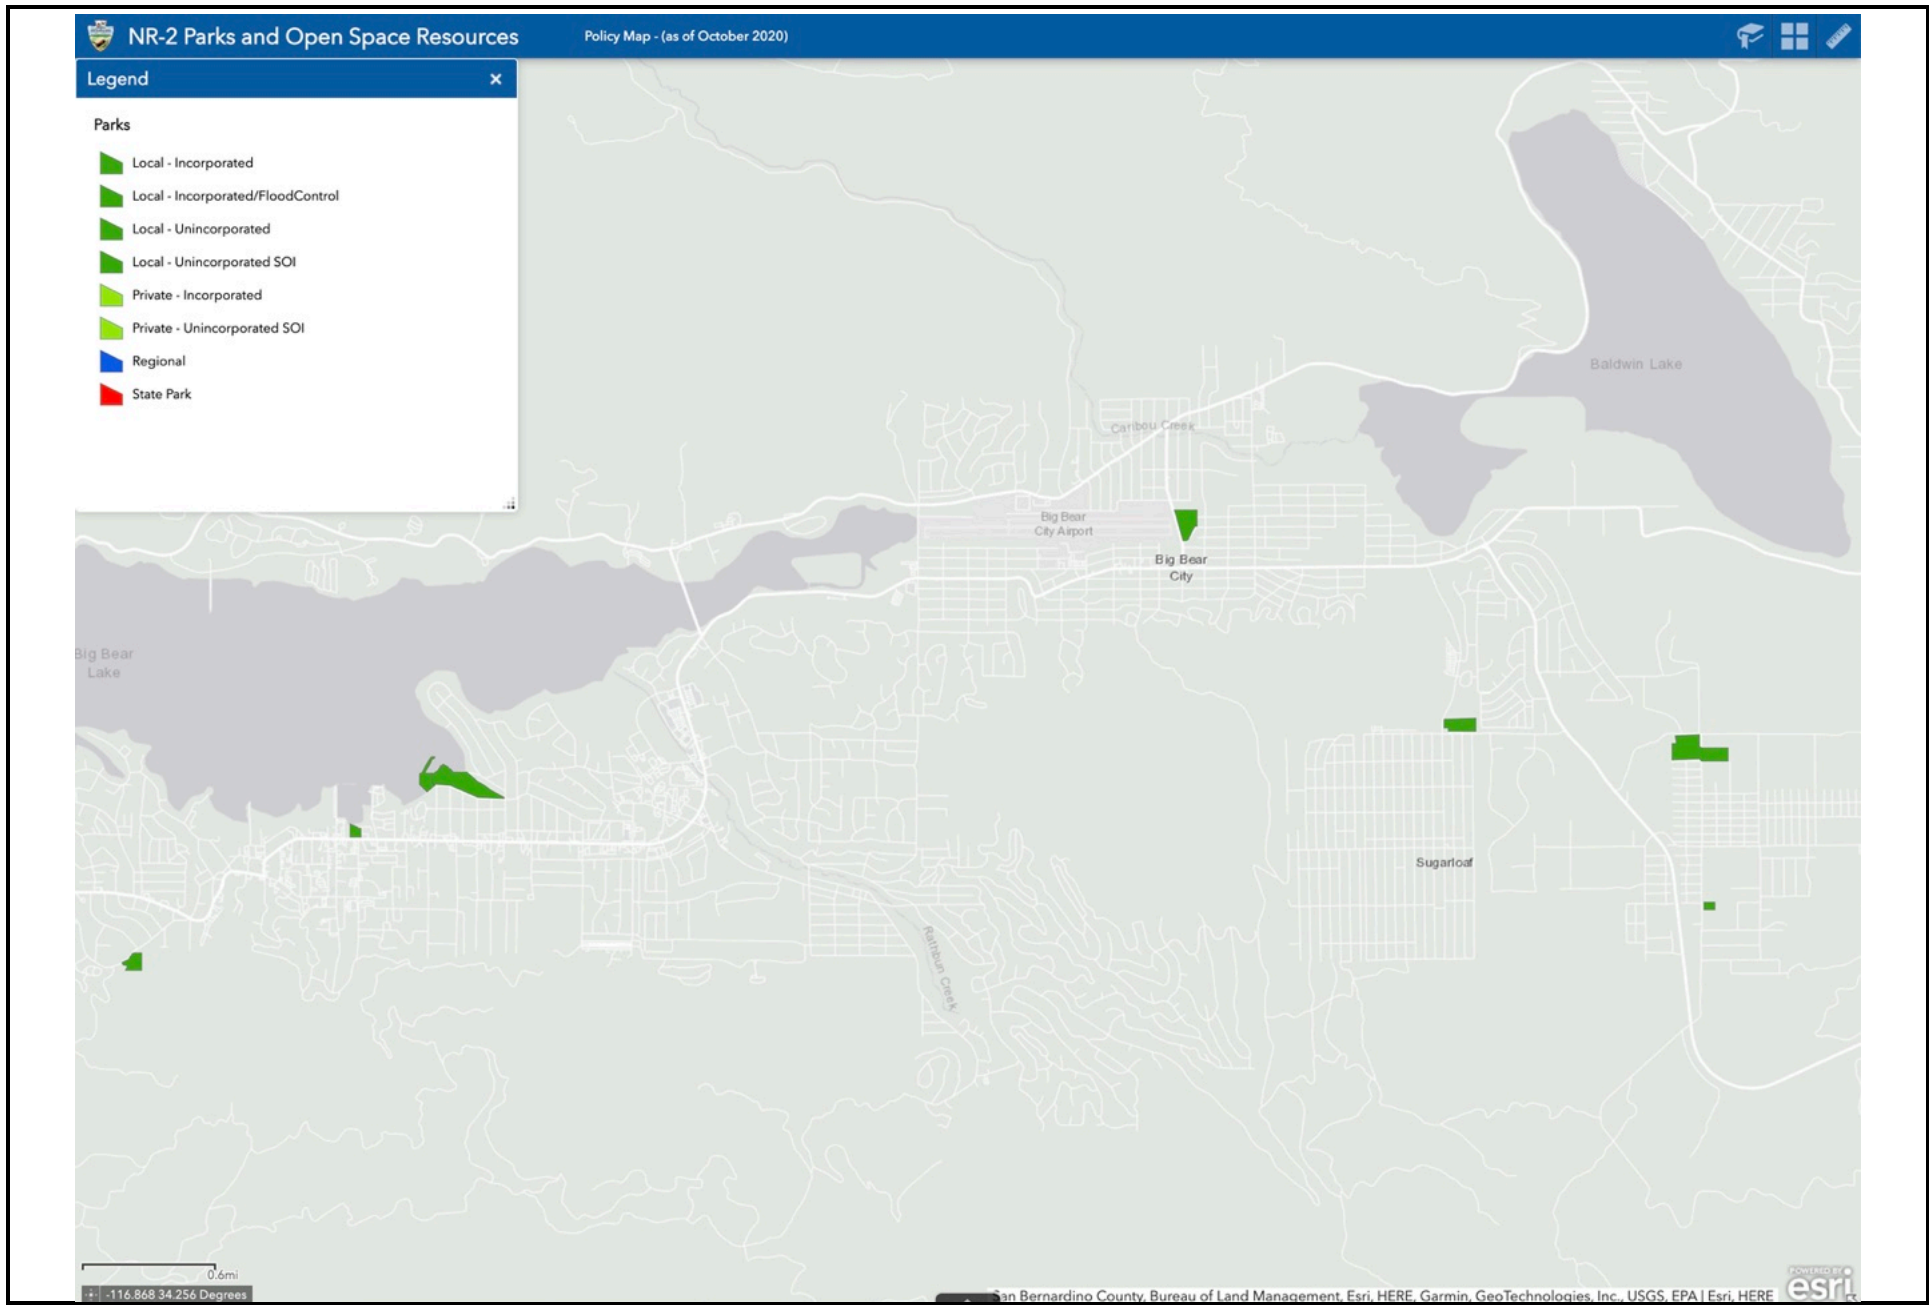 NR-2 Parks and Open Space Resources
Policy Map - (as of October 2020)
Legend
Parks
Local - Incorporated
Local - Incorporated/FloodControl
Local - Unincorporated
Local - Unincorporated SOI
Private - Incorporated
Private - Unincorporated SOI
Regional
State Park
Baldwin Lake
Caribou Creek
Big Bear
City Airport
Big Bear
City
Big Bear
Lake
Sugarloaf
Rathbun Creek
0.6mi
-116.868 34.256 Degrees
San Bernardino County, Bureau of Land Management, Esri, HERE, Garmin, GeoTechnologies, Inc., USGS, EPA | Esri, HERE
POWERED BY
esri